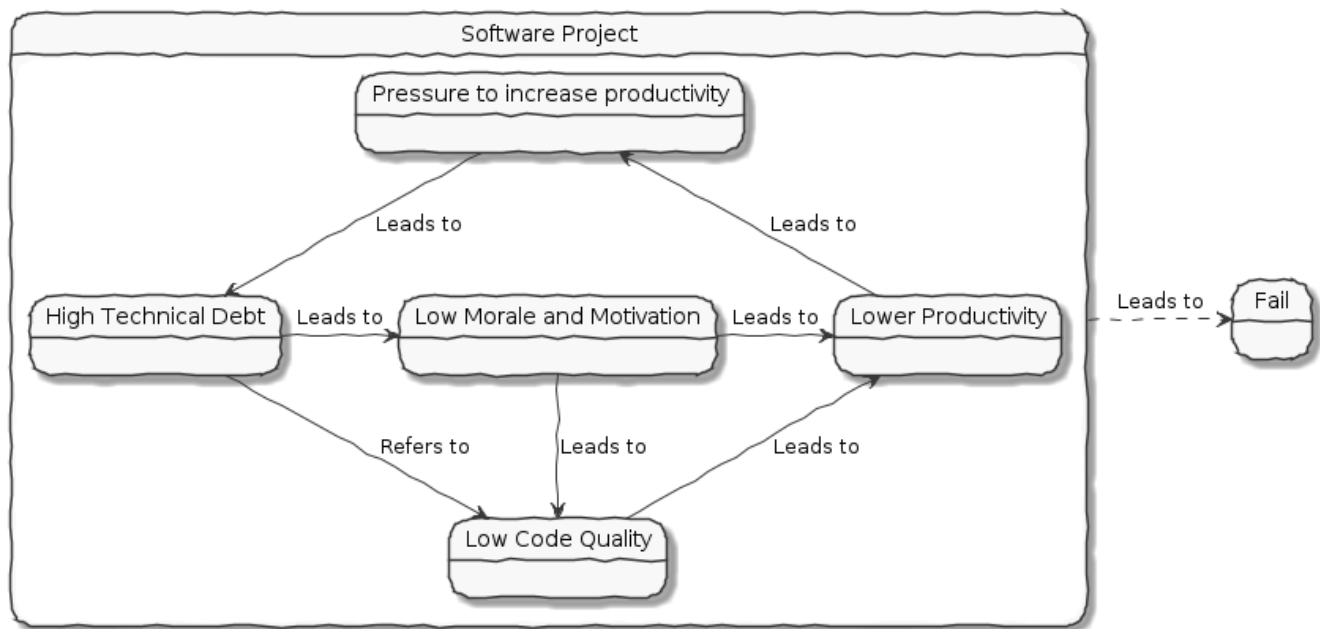 Software Project
Pressure to increase productivity
Leads to
Leads to
High Technical Debt
Leads to
Low Morale and Motivation
Leads to
Lower Productivity
Leads to
Fail
Refers to
Leads to
Leads to
Low Code Quality